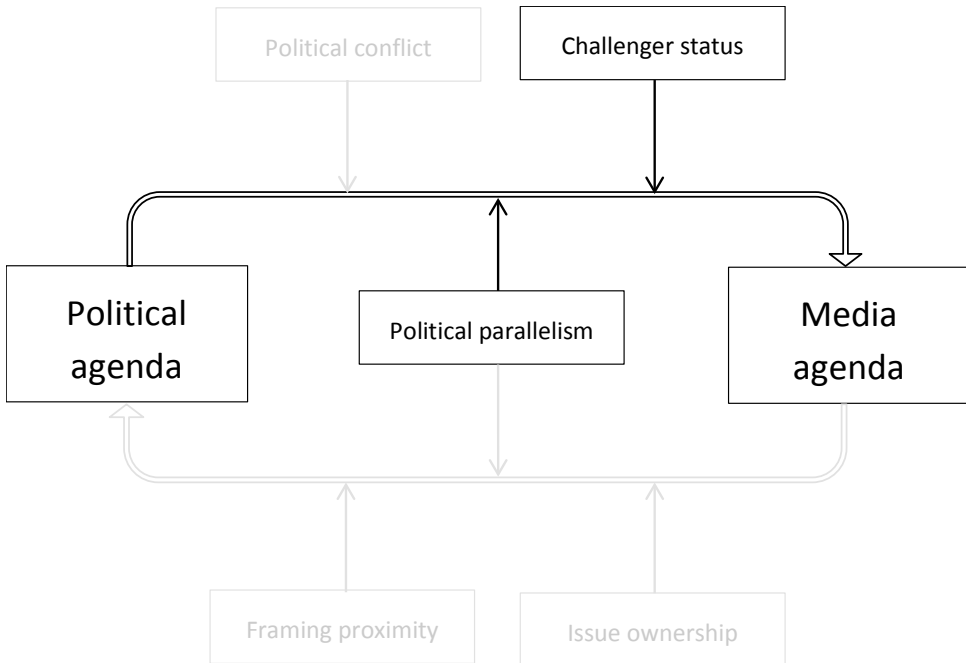 Political conflict
Challenger status
Political
agenda
Political parallelism
Media
agenda
Framing proximity
Issue ownership